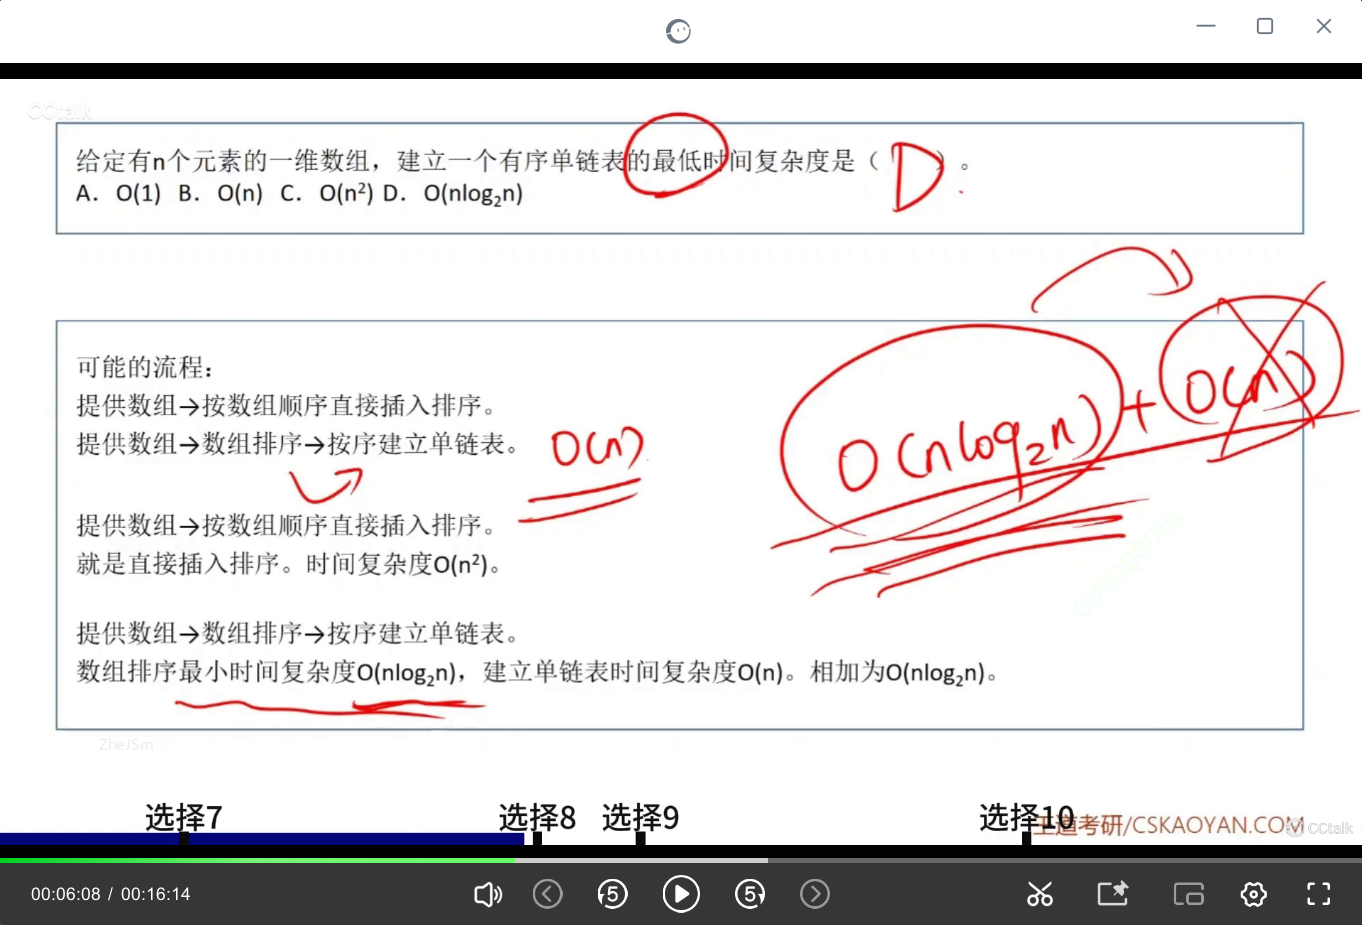 CCtalk
给定有n个元素的一维数组，建立一个有序单链表的最低时间复杂度是（ D ）。
A. O(1) B. O(n) C. O(n²) D. O(nlog₂n)
可能的流程：
提供数组→按数组顺序直接插入排序。
提供数组→数组排序→按序建立单链表。 O(n)
O(nlog₂n) + O(n)
提供数组→按数组顺序直接插入排序。
就是直接插入排序。时间复杂度O(n²)。
提供数组→数组排序→按序建立单链表。
数组排序最小时间复杂度O(nlog₂n)，建立单链表时间复杂度O(n)。相加为O(nlog₂n)。
ZheJSm
选择7 选择8 选择9 选择10
王道考研/CSKAOYAN.COM
CCtalk
00:06:08 / 00:16:14
5 5